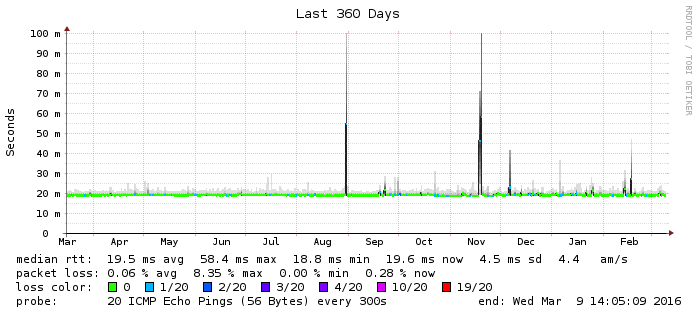 Last 360 Days
RRDTOOL / TOBI OETIKER
Seconds
100 m
90 m
80 m
70 m
60 m
50 m
40 m
30 m
20 m
10 m
0
Mar Apr May Jun Jul Aug Sep Oct Nov Dec Jan Feb
median rtt: 19.5 ms avg 58.4 ms max 18.8 ms min 19.6 ms now 4.5 ms sd 4.4 am/s
packet loss: 0.06 % avg 8.35 % max 0.00 % min 0.28 % now
loss color: 0 1/20 2/20 3/20 4/20 10/20 19/20
probe: 20 ICMP Echo Pings (56 Bytes) every 300s end: Wed Mar 9 14:05:09 2016